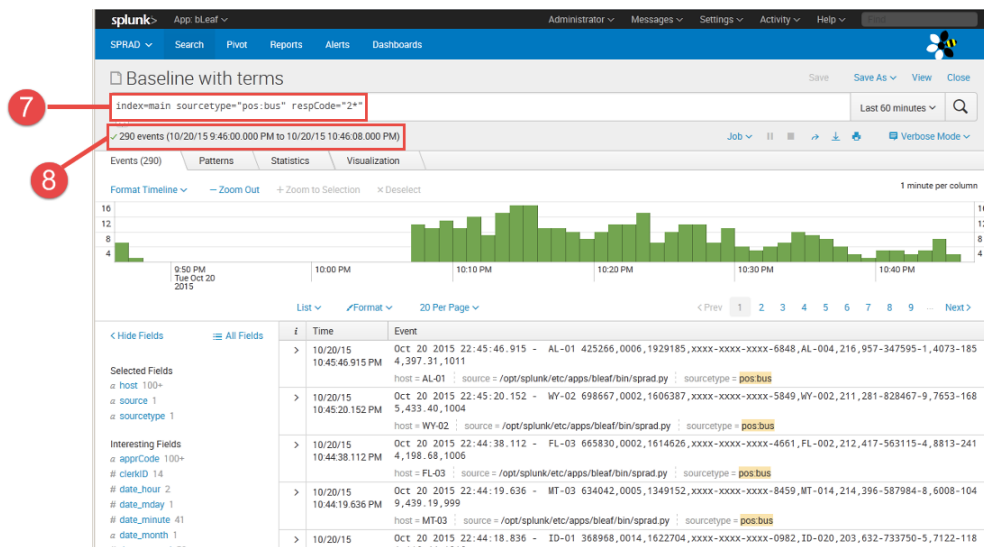 splunk> App: bLeaf Administrator Messages Settings Activity Help Find
SPRAD Search Pivot Reports Alerts Dashboards
Baseline with terms Save Save As View Close
7 index=main sourcetype="pos:bus" respCode="2*" Last 60 minutes
✓ 290 events (10/20/15 9:46:00.000 PM to 10/20/15 10:46:08.000 PM) Job Verbose Mode
8
Events (290) Patterns Statistics Visualization
Format Timeline — Zoom Out + Zoom to Selection × Deselect 1 minute per column
16 16
12 12
8 8
4 4
9:50 PM 10:00 PM 10:10 PM 10:20 PM 10:30 PM 10:40 PM
Tue Oct 20
2015
List Format 20 Per Page < Prev 1 2 3 4 5 6 7 8 9 ... Next >
< Hide Fields All Fields i Time Event
Selected Fields
a host 100+
a source 1
a sourcetype 1
Interesting Fields
a apprCode 100+
# clerkID 14
# date_hour 2
# date_mday 1
# date_minute 41
a date_month 1
> 10/20/15 Oct 20 2015 22:45:46.915 - AL-01 425266,0006,1929185,xxxx-xxxx-xxxx-6848,AL-004,216,957-347595-1,4073-185
10:45:46.915 PM 4,397.31,1011
host = AL-01 source = /opt/splunk/etc/apps/bleaf/bin/sprad.py sourcetype = pos:bus
> 10/20/15 Oct 20 2015 22:45:20.152 - WY-02 698667,0002,1606387,xxxx-xxxx-xxxx-5849,WY-002,211,281-828467-9,7653-168
10:45:20.152 PM 5,433.40,1004
host = WY-02 source = /opt/splunk/etc/apps/bleaf/bin/sprad.py sourcetype = pos:bus
> 10/20/15 Oct 20 2015 22:44:38.112 - FL-03 665830,0002,1614626,xxxx-xxxx-xxxx-4661,FL-002,212,417-563115-4,8813-241
10:44:38.112 PM 4,198.68,1006
host = FL-03 source = /opt/splunk/etc/apps/bleaf/bin/sprad.py sourcetype = pos:bus
> 10/20/15 Oct 20 2015 22:44:19.636 - MT-03 634042,0005,1349152,xxxx-xxxx-xxxx-8459,MT-014,214,396-587984-8,6008-104
10:44:19.636 PM 9,439.19,999
host = MT-03 source = /opt/splunk/etc/apps/bleaf/bin/sprad.py sourcetype = pos:bus
> 10/20/15 Oct 20 2015 22:44:18.836 - ID-01 368968,0014,1622704,xxxx-xxxx-xxxx-0982,ID-020,203,632-733750-5,7122-118